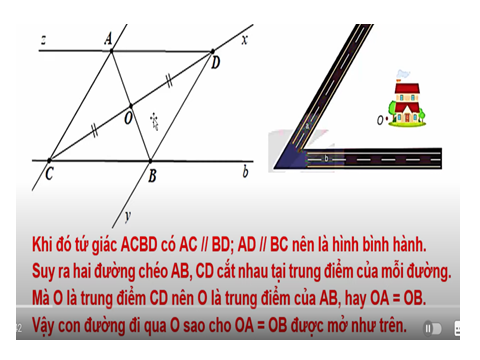 z A D x
O
C B b
y
a
O
b
Khi đó tứ giác ACBD có AC // BD; AD // BC nên là hình bình hành.
Suy ra hai đường chéo AB, CD cắt nhau tại trung điểm của mỗi đường.
Mà O là trung điểm CD nên O là trung điểm của AB, hay OA = OB.
Vậy con đường đi qua O sao cho OA = OB được mở như trên.